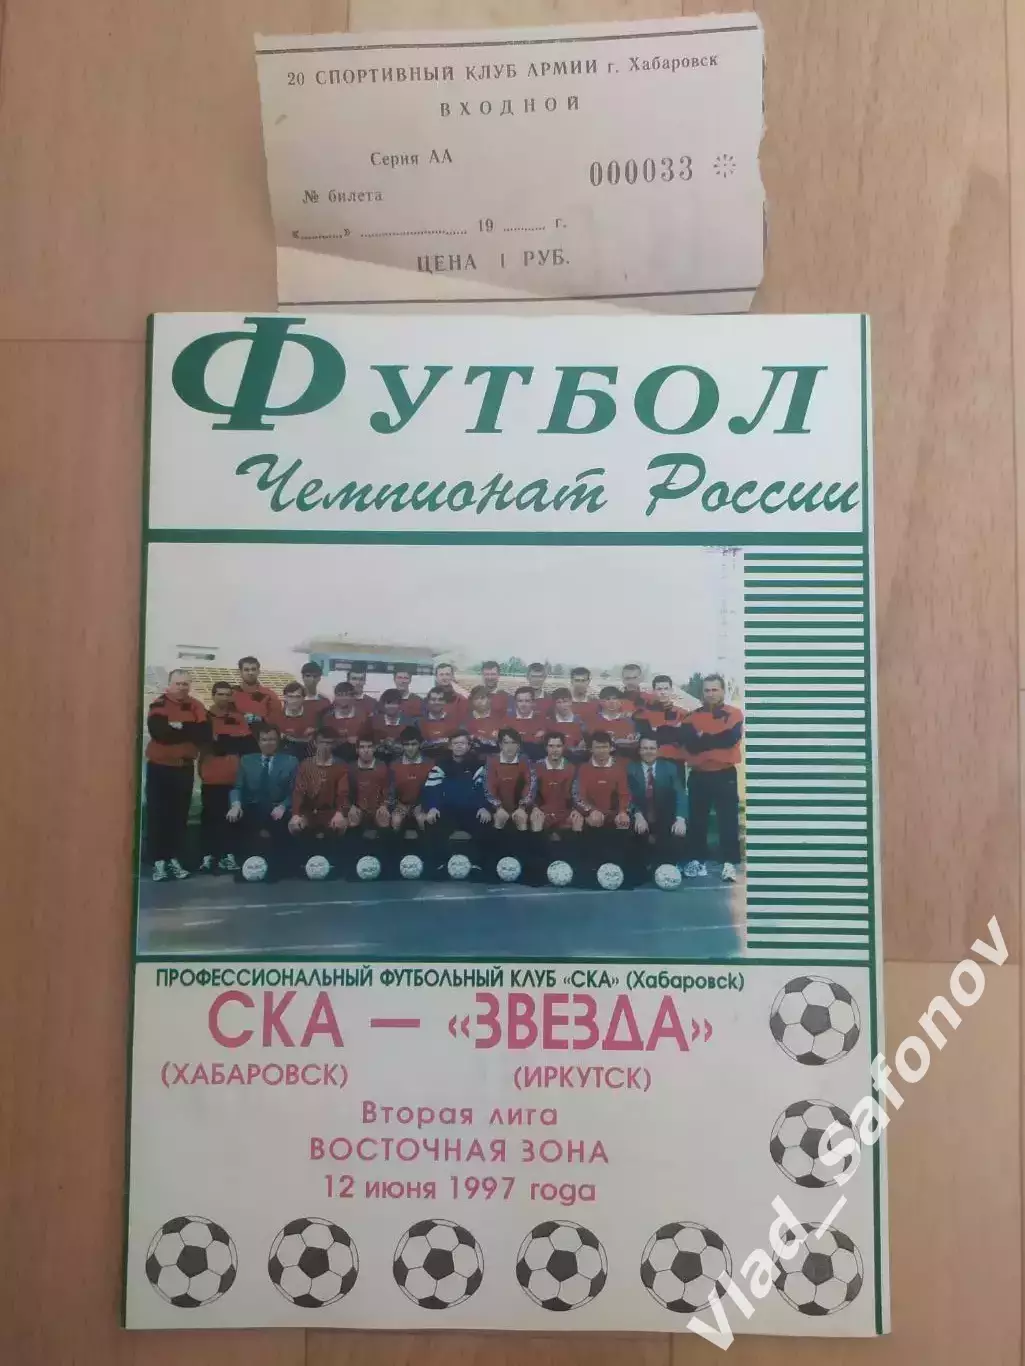 20 СПОРТИВНЫЙ КЛУБ АРМИИ г. Хабаровск
ВХОДНОЙ
Серия АА
000033
№ билета
«..........» .......................... 19 .......... г.
ЦЕНА 1 РУБ.
ФУТБОЛ
Чемпионат России
ПРОФЕССИОНАЛЬНЫЙ ФУТБОЛЬНЫЙ КЛУБ «СКА» (Хабаровск)
СКА — «ЗВЕЗДА»
(ХАБАРОВСК) (ИРКУТСК)
Вторая лига
ВОСТОЧНАЯ ЗОНА
12 июня 1997 года
Vlad_Safonov